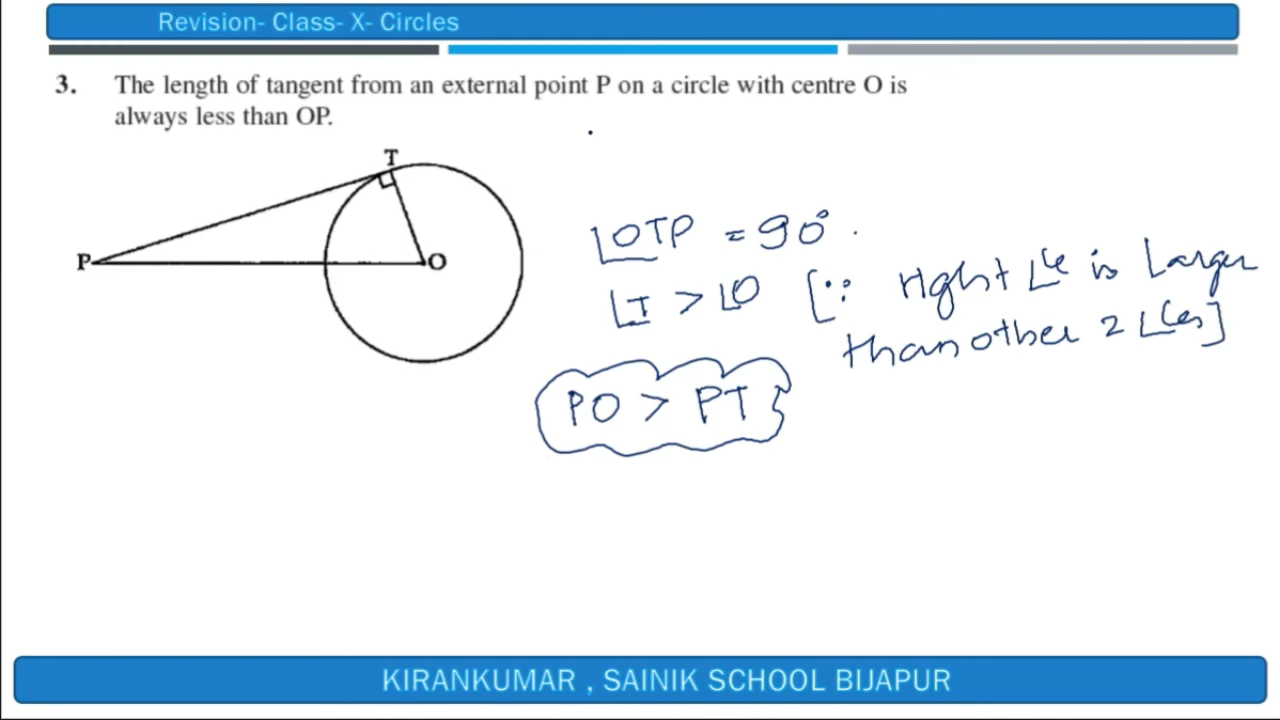 Revision- Class- X- Circles
3. The length of tangent from an external point P on a circle with centre O is
always less than OP.
T
P
O
∠OTP = 90°.
∠T > ∠O [∵ right ∠le is Larger
than other 2 ∠les]
PO > PT
KIRANKUMAR , SAINIK SCHOOL BIJAPUR